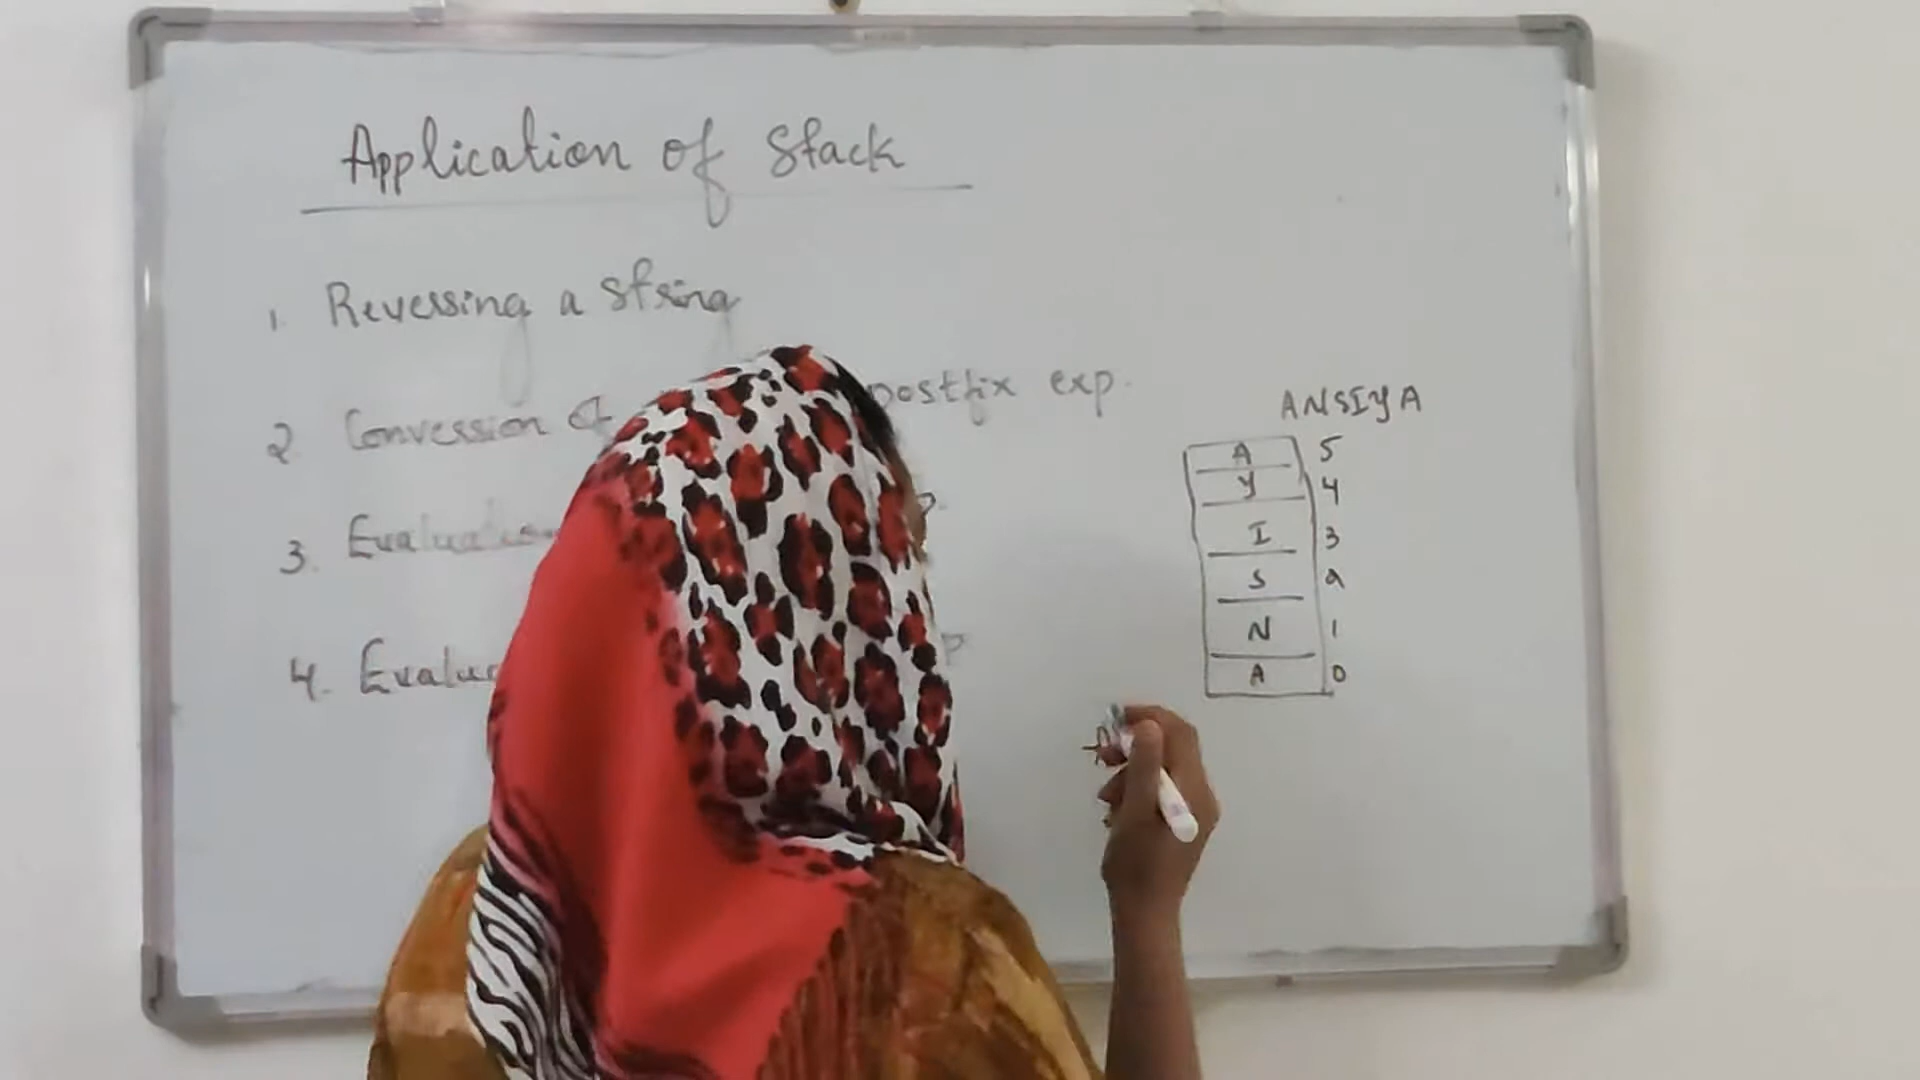 Application of Stack
1. Reversing a string
2. Conversion of postfix exp.
3. Evaluation
4.
ANSIYA
A 5
Y 4
I 3
S 2
N 1
A 0
A